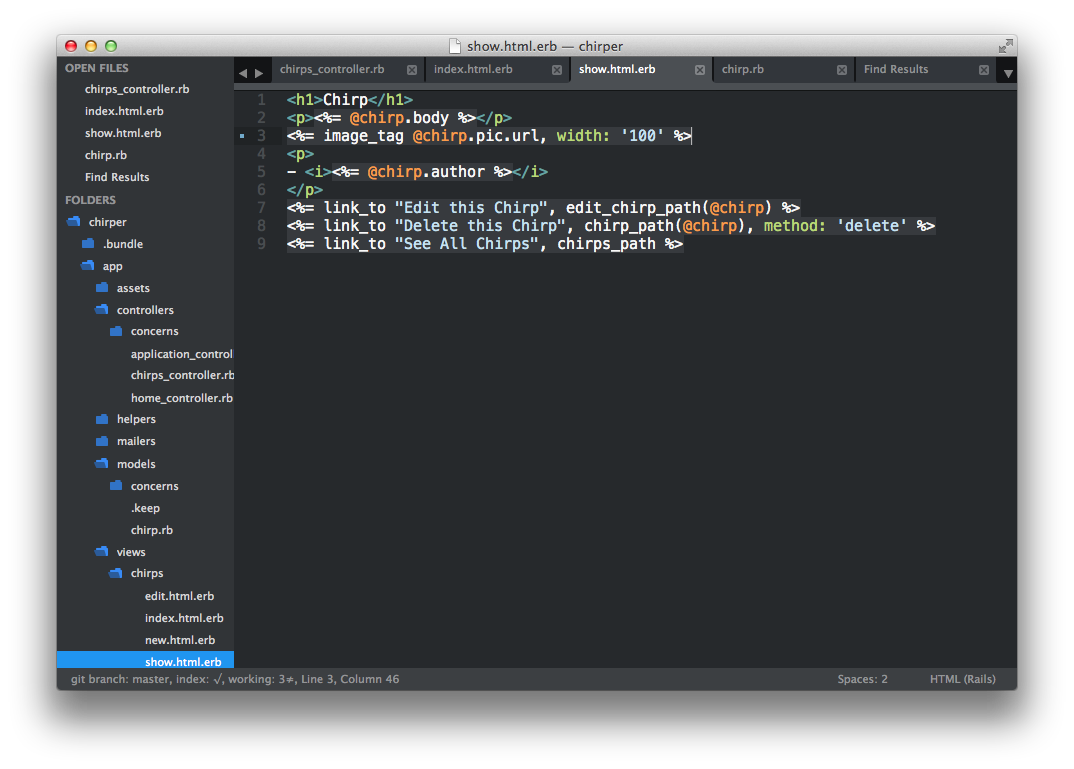 show.html.erb — chirper
OPEN FILES
chirps_controller.rb
index.html.erb
show.html.erb
chirp.rb
Find Results
FOLDERS
chirper
.bundle
app
assets
controllers
concerns
application_control
chirps_controller.rb
home_controller.rb
helpers
mailers
models
concerns
.keep
chirp.rb
views
chirps
edit.html.erb
index.html.erb
new.html.erb
show.html.erb
chirps_controller.rb index.html.erb show.html.erb chirp.rb Find Results
1 <h1>Chirp</h1>
2 <p><%= @chirp.body %></p>
3 <%= image_tag @chirp.pic.url, width: '100' %>
4 <p>
5 - <i><%= @chirp.author %></i>
6 </p>
7 <%= link_to "Edit this Chirp", edit_chirp_path(@chirp) %>
8 <%= link_to "Delete this Chirp", chirp_path(@chirp), method: 'delete' %>
9 <%= link_to "See All Chirps", chirps_path %>
git branch: master, index: √, working: 3≠, Line 3, Column 46 Spaces: 2 HTML (Rails)